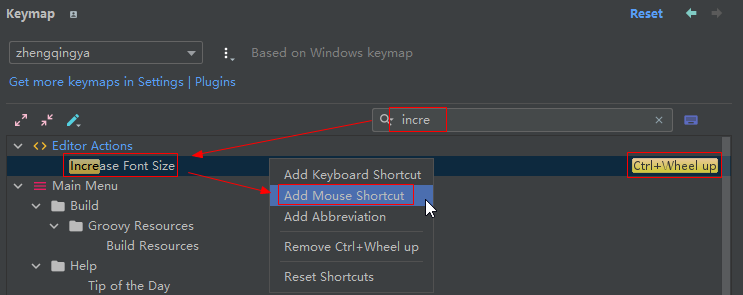 Keymap
Reset
zhengqingya
Based on Windows keymap
Get more keymaps in Settings | Plugins
incre
Editor Actions
Increase Font Size
Ctrl+Wheel up
Add Keyboard Shortcut
Main Menu
Add Mouse Shortcut
Build
Add Abbreviation
Groovy Resources
Build Resources
Remove Ctrl+Wheel up
Help
Reset Shortcuts
Tip of the Day